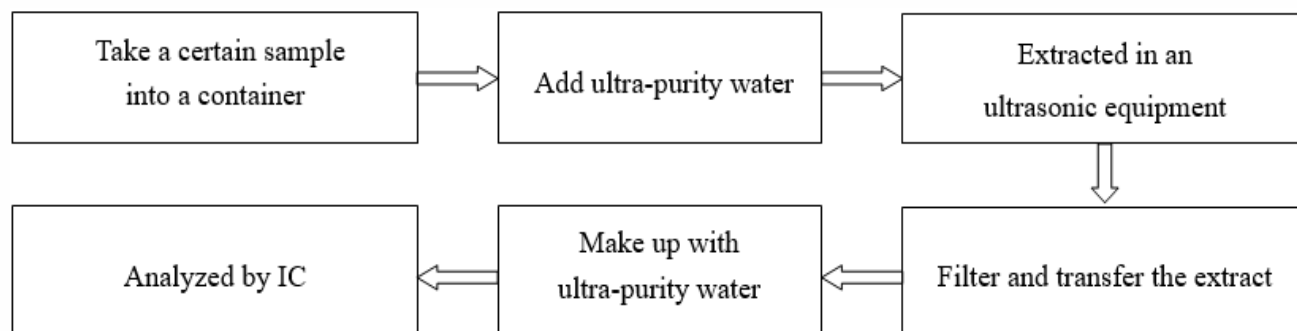 Take a certain sample
into a container
Add ultra-purity water
Extracted in an
ultrasonic equipment
Filter and transfer the extract
Make up with
ultra-purity water
Analyzed by IC